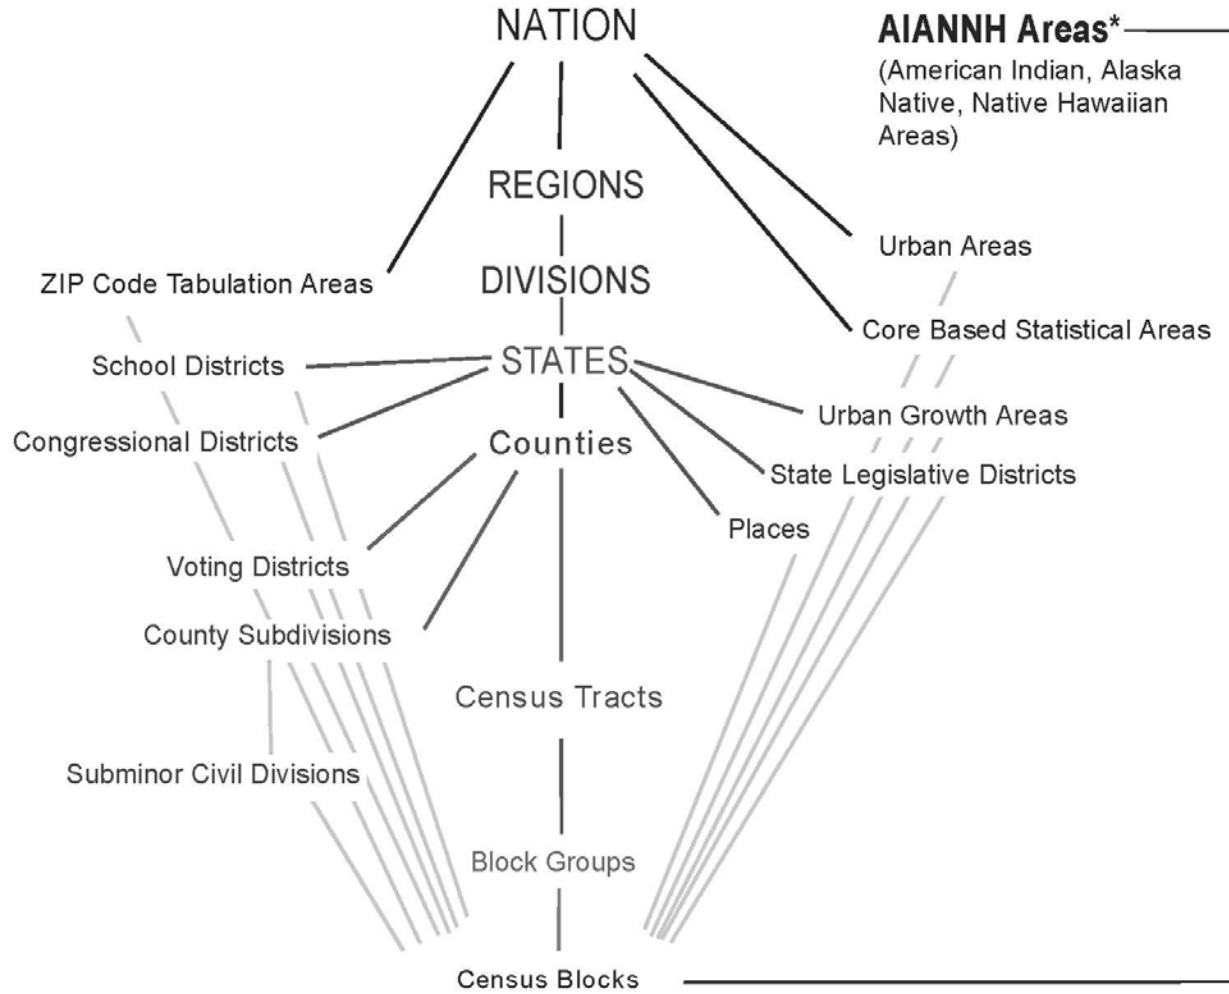 NATION
AIANNH Areas*
(American Indian, Alaska
Native, Native Hawaiian
Areas)
REGIONS
Urban Areas
ZIP Code Tabulation Areas
DIVISIONS
Core Based Statistical Areas
School Districts
STATES
Urban Growth Areas
Congressional Districts
Counties
State Legislative Districts
Places
Voting Districts
County Subdivisions
Census Tracts
Subminor Civil Divisions
Block Groups
Census Blocks